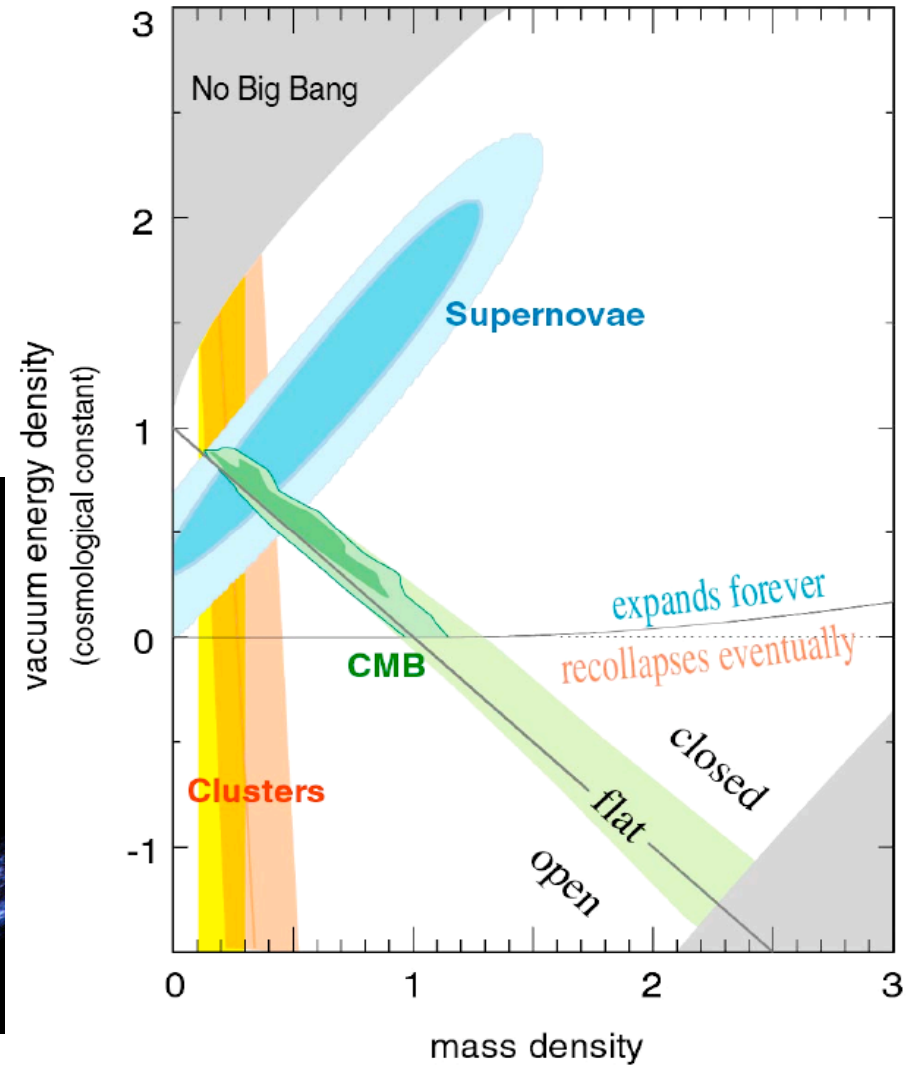 3
No Big Bang
2
Supernovae
vacuum energy density
(cosmological constant)
1
expands forever
0
recollapses eventually
CMB
closed
Clusters
flat
-1
open
0 1 2 3
mass density